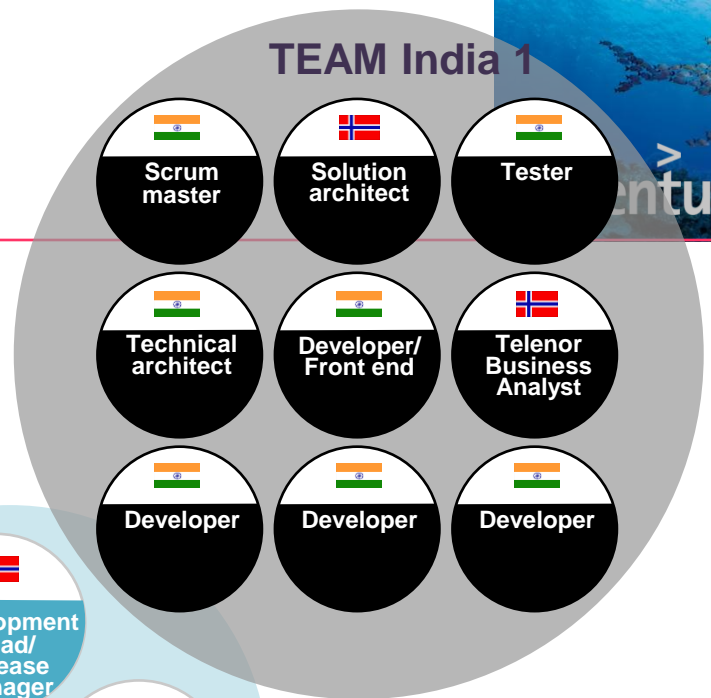 TEAM India 1
Scrum
master
Solution
architect
Tester
>
Technical
architect
Developer/
Front end
Telenor
Business
Analyst
Developer
Developer
Developer